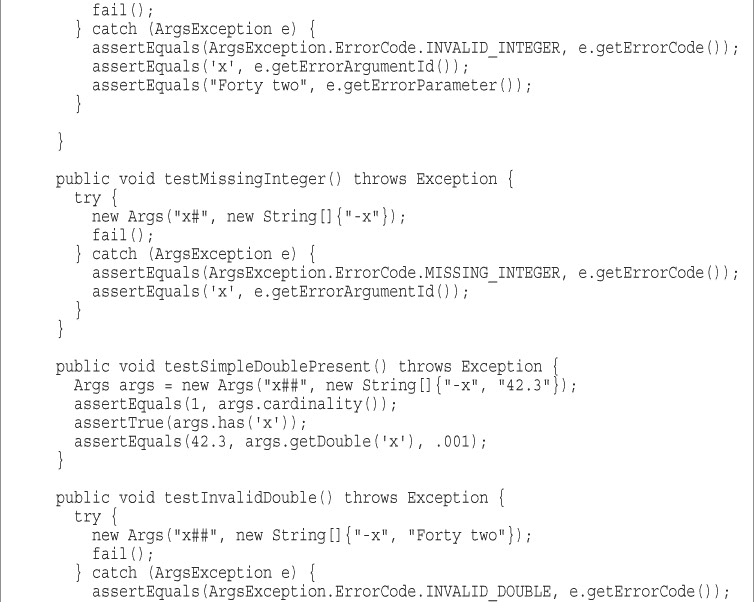 fail();
} catch (ArgsException e) {
assertEquals(ArgsException.ErrorCode.INVALID_INTEGER, e.getErrorCode());
assertEquals('x', e.getErrorArgumentId());
assertEquals("Forty two", e.getErrorParameter());
}
}
public void testMissingInteger() throws Exception {
try {
new Args("x#", new String[]{"-x"});
fail();
} catch (ArgsException e) {
assertEquals(ArgsException.ErrorCode.MISSING_INTEGER, e.getErrorCode());
assertEquals('x', e.getErrorArgumentId());
}
}
public void testSimpleDoublePresent() throws Exception {
Args args = new Args("x##", new String[]{"-x", "42.3"});
assertEquals(1, args.cardinality());
assertTrue(args.has('x'));
assertEquals(42.3, args.getDouble('x'), .001);
}
public void testInvalidDouble() throws Exception {
try {
new Args("x##", new String[]{"-x", "Forty two"});
fail();
} catch (ArgsException e) {
assertEquals(ArgsException.ErrorCode.INVALID_DOUBLE, e.getErrorCode());